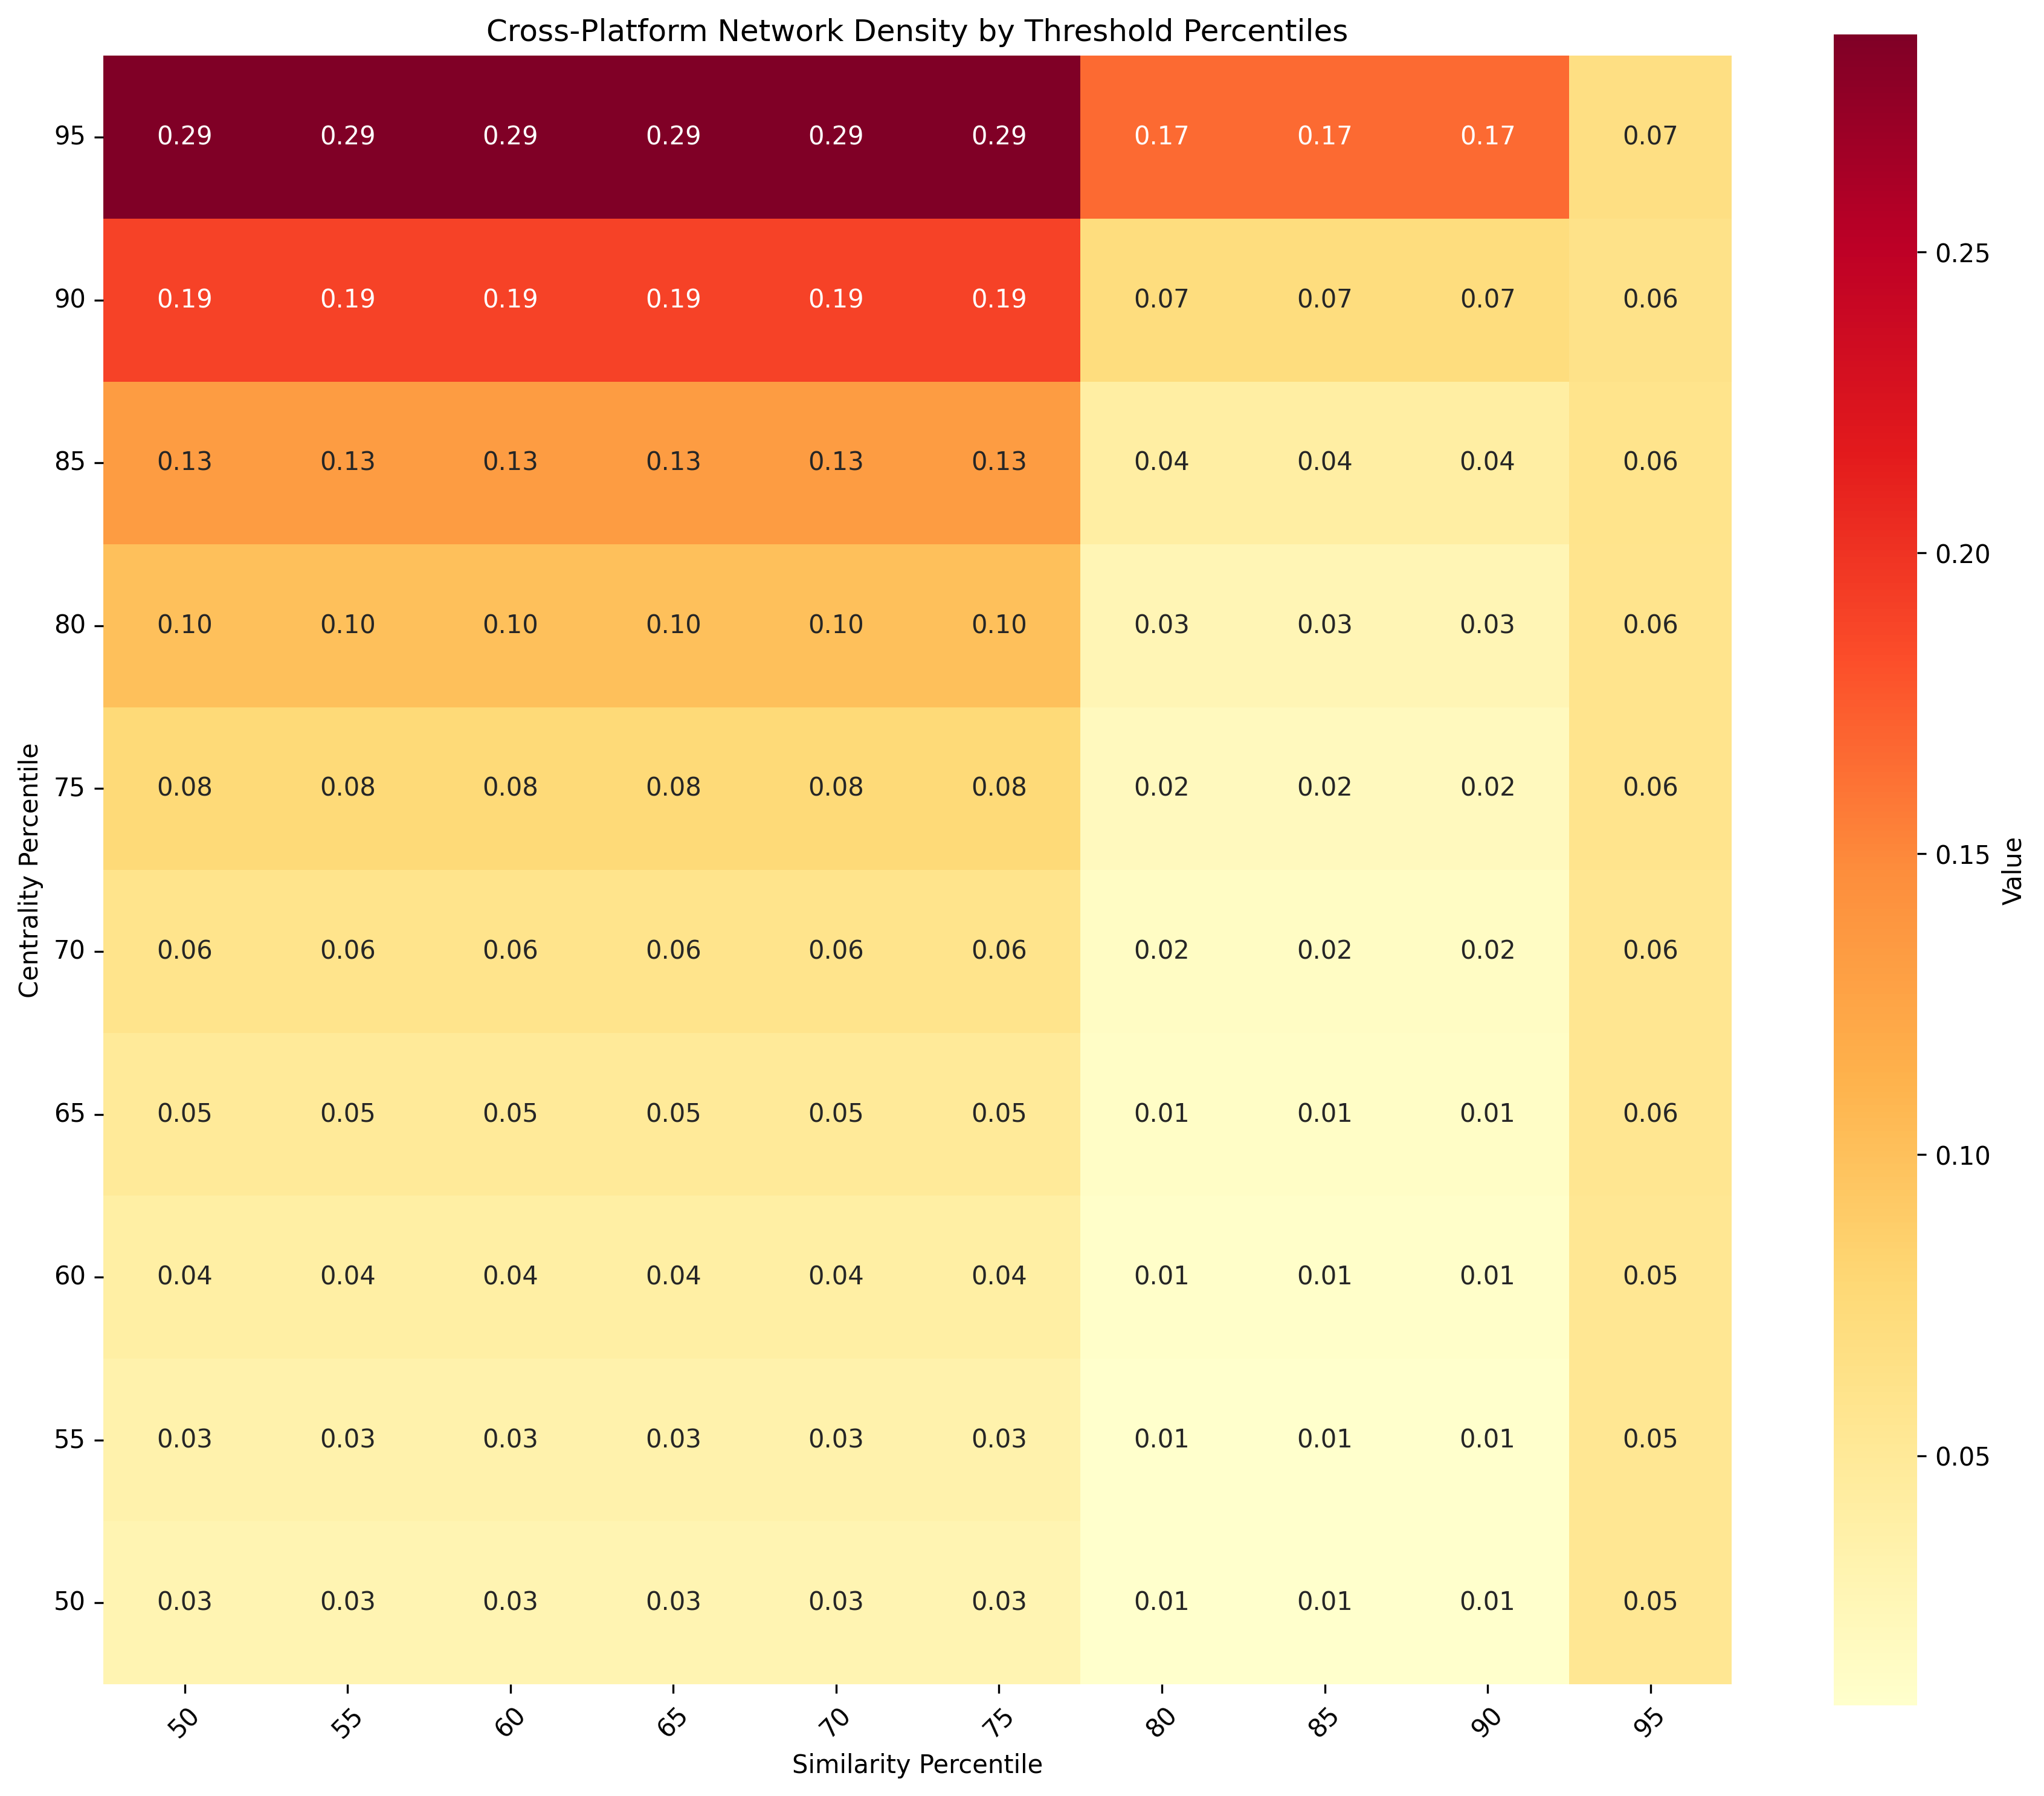 Cross-Platform Network Density by Threshold Percentiles
95 0.29 0.29 0.29 0.29 0.29 0.29 0.17 0.17 0.17 0.07
90 0.19 0.19 0.19 0.19 0.19 0.19 0.07 0.07 0.07 0.06
85 0.13 0.13 0.13 0.13 0.13 0.13 0.04 0.04 0.04 0.06
80 0.10 0.10 0.10 0.10 0.10 0.10 0.03 0.03 0.03 0.06
75 0.08 0.08 0.08 0.08 0.08 0.08 0.02 0.02 0.02 0.06
70 0.06 0.06 0.06 0.06 0.06 0.06 0.02 0.02 0.02 0.06
65 0.05 0.05 0.05 0.05 0.05 0.05 0.01 0.01 0.01 0.06
60 0.04 0.04 0.04 0.04 0.04 0.04 0.01 0.01 0.01 0.05
55 0.03 0.03 0.03 0.03 0.03 0.03 0.01 0.01 0.01 0.05
50 0.03 0.03 0.03 0.03 0.03 0.03 0.01 0.01 0.01 0.05
50 55 60 65 70 75 80 85 90 95
Similarity Percentile
Centrality Percentile
0.25
0.20
0.15
0.10
0.05
Value